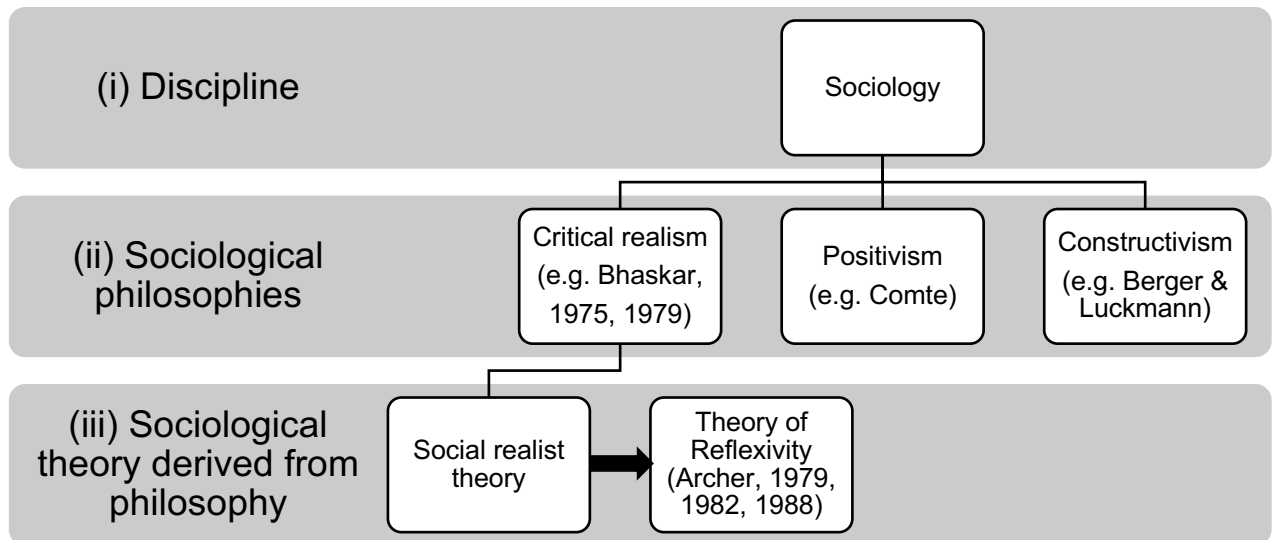 (i) Discipline
Sociology
(ii) Sociological
philosophies
Critical realism
(e.g. Bhaskar,
1975, 1979)
Positivism
(e.g. Comte)
Constructivism
(e.g. Berger &
Luckmann)
(iii) Sociological
theory derived from
philosophy
Social realist
theory
Theory of
Reflexivity
(Archer, 1979,
1982, 1988)